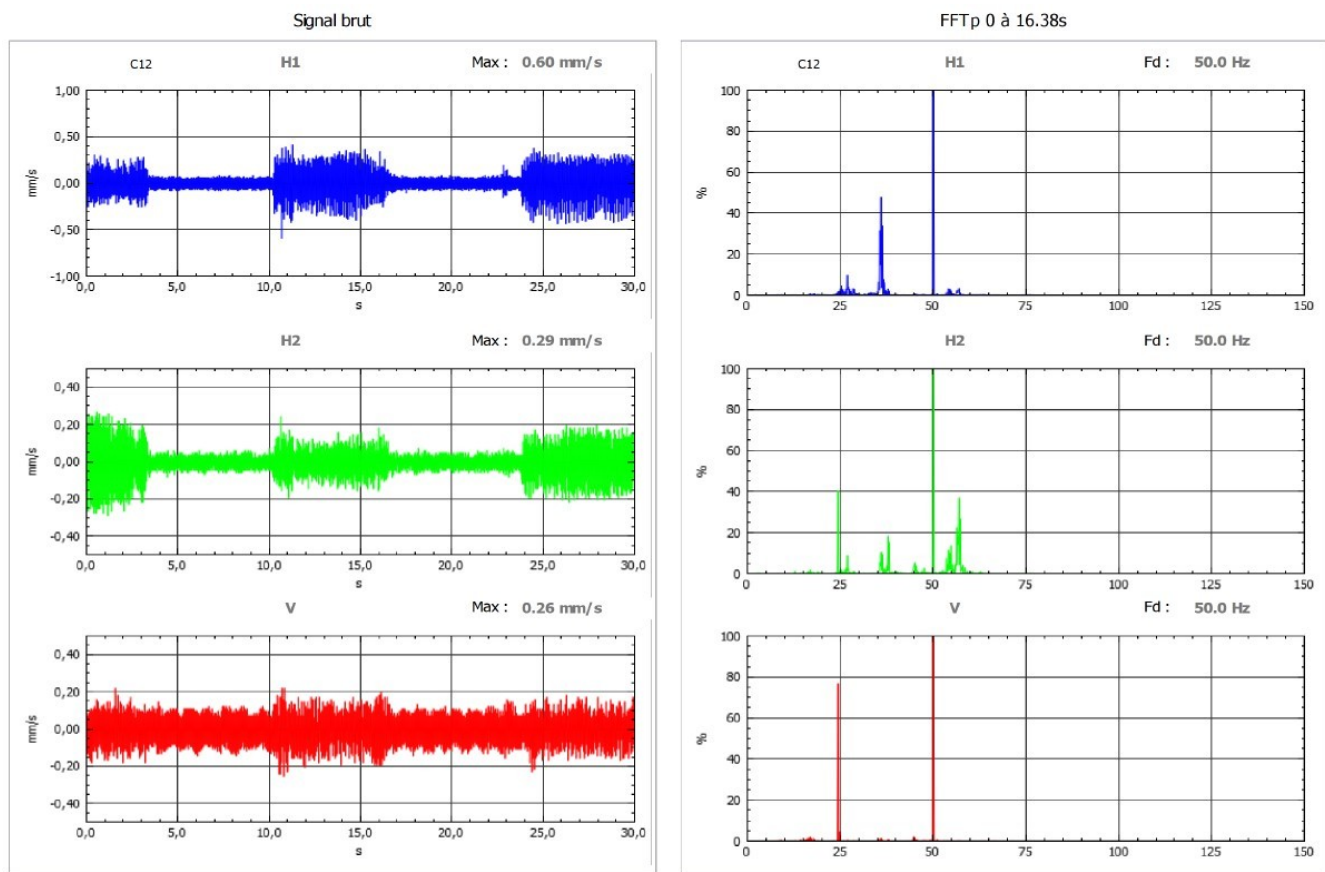 Signal brut
FFTp 0 à 16.38s
C12 H1 Max : 0.60 mm/s
1,00
0,50
0,00
-0,50
-1,00
mm/s
0,0 5,0 10,0 15,0 20,0 25,0 30,0
s
H2 Max : 0.29 mm/s
0,40
0,20
0,00
-0,20
-0,40
mm/s
0,0 5,0 10,0 15,0 20,0 25,0 30,0
s
V Max : 0.26 mm/s
0,40
0,20
0,00
-0,20
-0,40
mm/s
0,0 5,0 10,0 15,0 20,0 25,0 30,0
s
C12 H1 Fd : 50.0 Hz
100
80
60
40
20
0
%
0 25 50 75 100 125 150
H2 Fd : 50.0 Hz
100
80
60
40
20
0
%
0 25 50 75 100 125 150
V Fd : 50.0 Hz
100
80
60
40
20
0
%
0 25 50 75 100 125 150